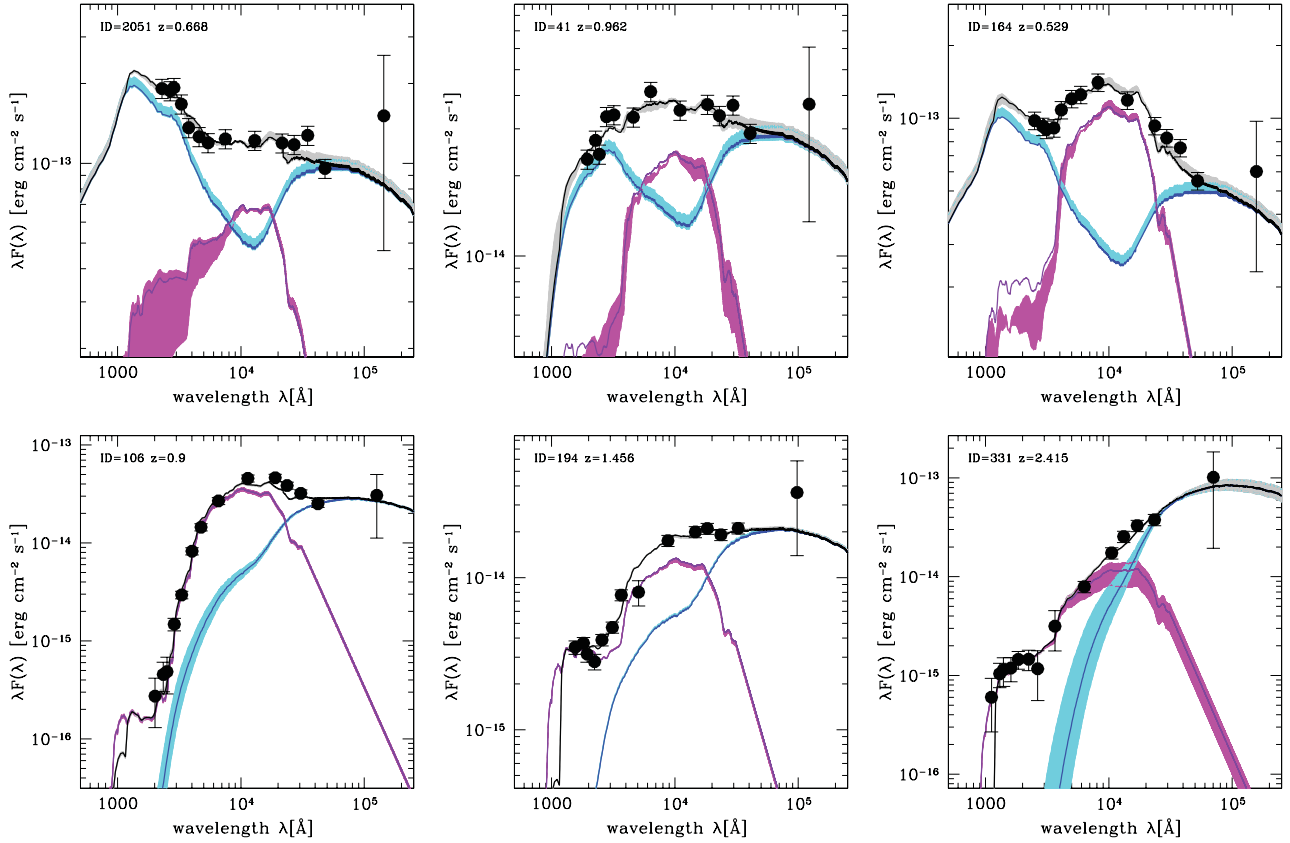 ID=2051 z=0.668
λF(λ) [erg cm⁻² s⁻¹]
10⁻¹³
1000 10⁴ 10⁵
wavelength λ[Å]
ID=41 z=0.962
λF(λ) [erg cm⁻² s⁻¹]
10⁻¹⁴
1000 10⁴ 10⁵
wavelength λ[Å]
ID=164 z=0.529
λF(λ) [erg cm⁻² s⁻¹]
10⁻¹³
1000 10⁴ 10⁵
wavelength λ[Å]
ID=106 z=0.9
λF(λ) [erg cm⁻² s⁻¹]
10⁻¹³
10⁻¹⁴
10⁻¹⁵
10⁻¹⁶
1000 10⁴ 10⁵
wavelength λ[Å]
ID=194 z=1.456
λF(λ) [erg cm⁻² s⁻¹]
10⁻¹⁴
10⁻¹⁵
1000 10⁴ 10⁵
wavelength λ[Å]
ID=331 z=2.415
λF(λ) [erg cm⁻² s⁻¹]
10⁻¹³
10⁻¹⁴
10⁻¹⁵
10⁻¹⁶
1000 10⁴ 10⁵
wavelength λ[Å]